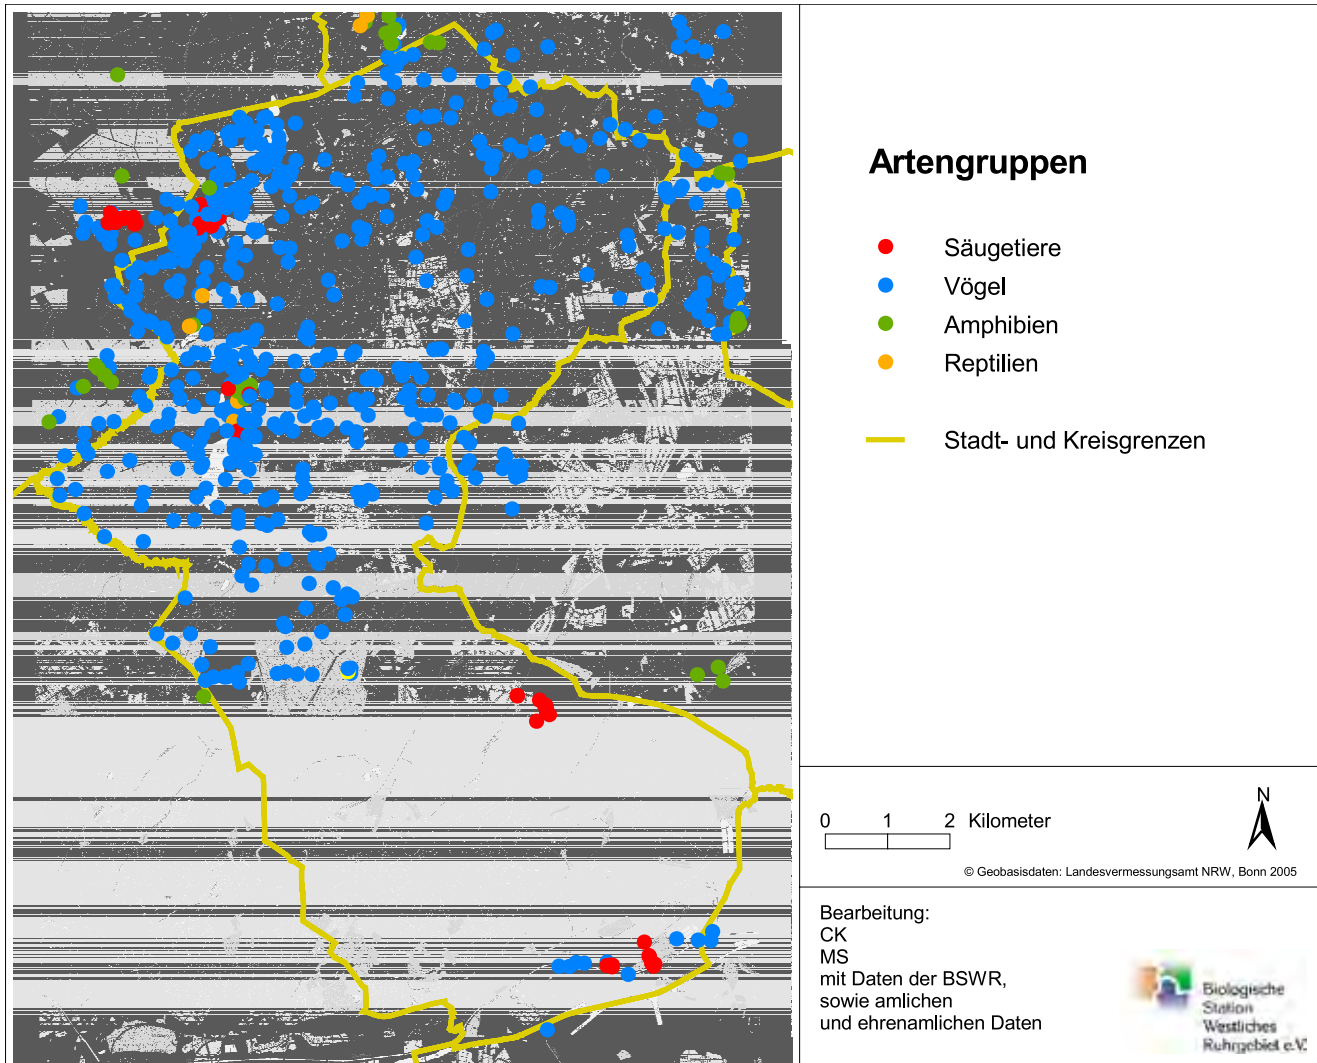 Artengruppen
Säugetiere
Vögel
Amphibien
Reptilien
Stadt- und Kreisgrenzen
0 1 2 Kilometer
N
© Geobasisdaten: Landesvermessungsamt NRW, Bonn 2005
Bearbeitung:
CK
MS
mit Daten der BSWR,
sowie amlichen
und ehrenamlichen Daten
Biologische
Station
Westliches
Ruhrgebiet e.V.